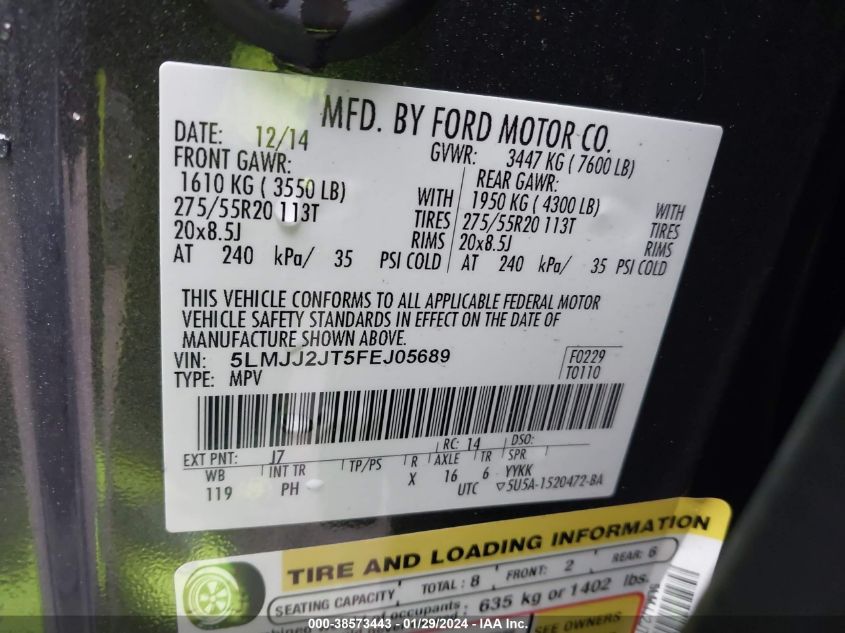 MFD. BY FORD MOTOR CO.
DATE: 12/14 GVWR: 3447 KG ( 7600 LB)
FRONT GAWR: REAR GAWR:
1610 KG ( 3550 LB) WITH 1950 KG ( 4300 LB) WITH
275/55R20 113T TIRES 275/55R20 113T TIRES
20x8.5J RIMS 20x8.5J RIMS
AT 240 kPa/ 35 PSI COLD AT 240 kPa/ 35 PSI COLD
THIS VEHICLE CONFORMS TO ALL APPLICABLE FEDERAL MOTOR
VEHICLE SAFETY STANDARDS IN EFFECT ON THE DATE OF
MANUFACTURE SHOWN ABOVE.
VIN: 5LMJJ2JT5FEJ05689 F0229
TYPE: MPV T0110
EXT PNT: J7 RC: 14 DSO:
WB INT TR TP/PS R AXLE TR SPR
119 PH X 16 6 YYKK
UTC ▽5U5A-1520472-BA
TIRE AND LOADING INFORMATION
SEATING CAPACITY TOTAL: 8 FRONT: 2 REAR: 6
occupants: 635 kg or 1402 lbs.
SEE OWNERS
000-38573443 - 01/29/2024 - IAA Inc.